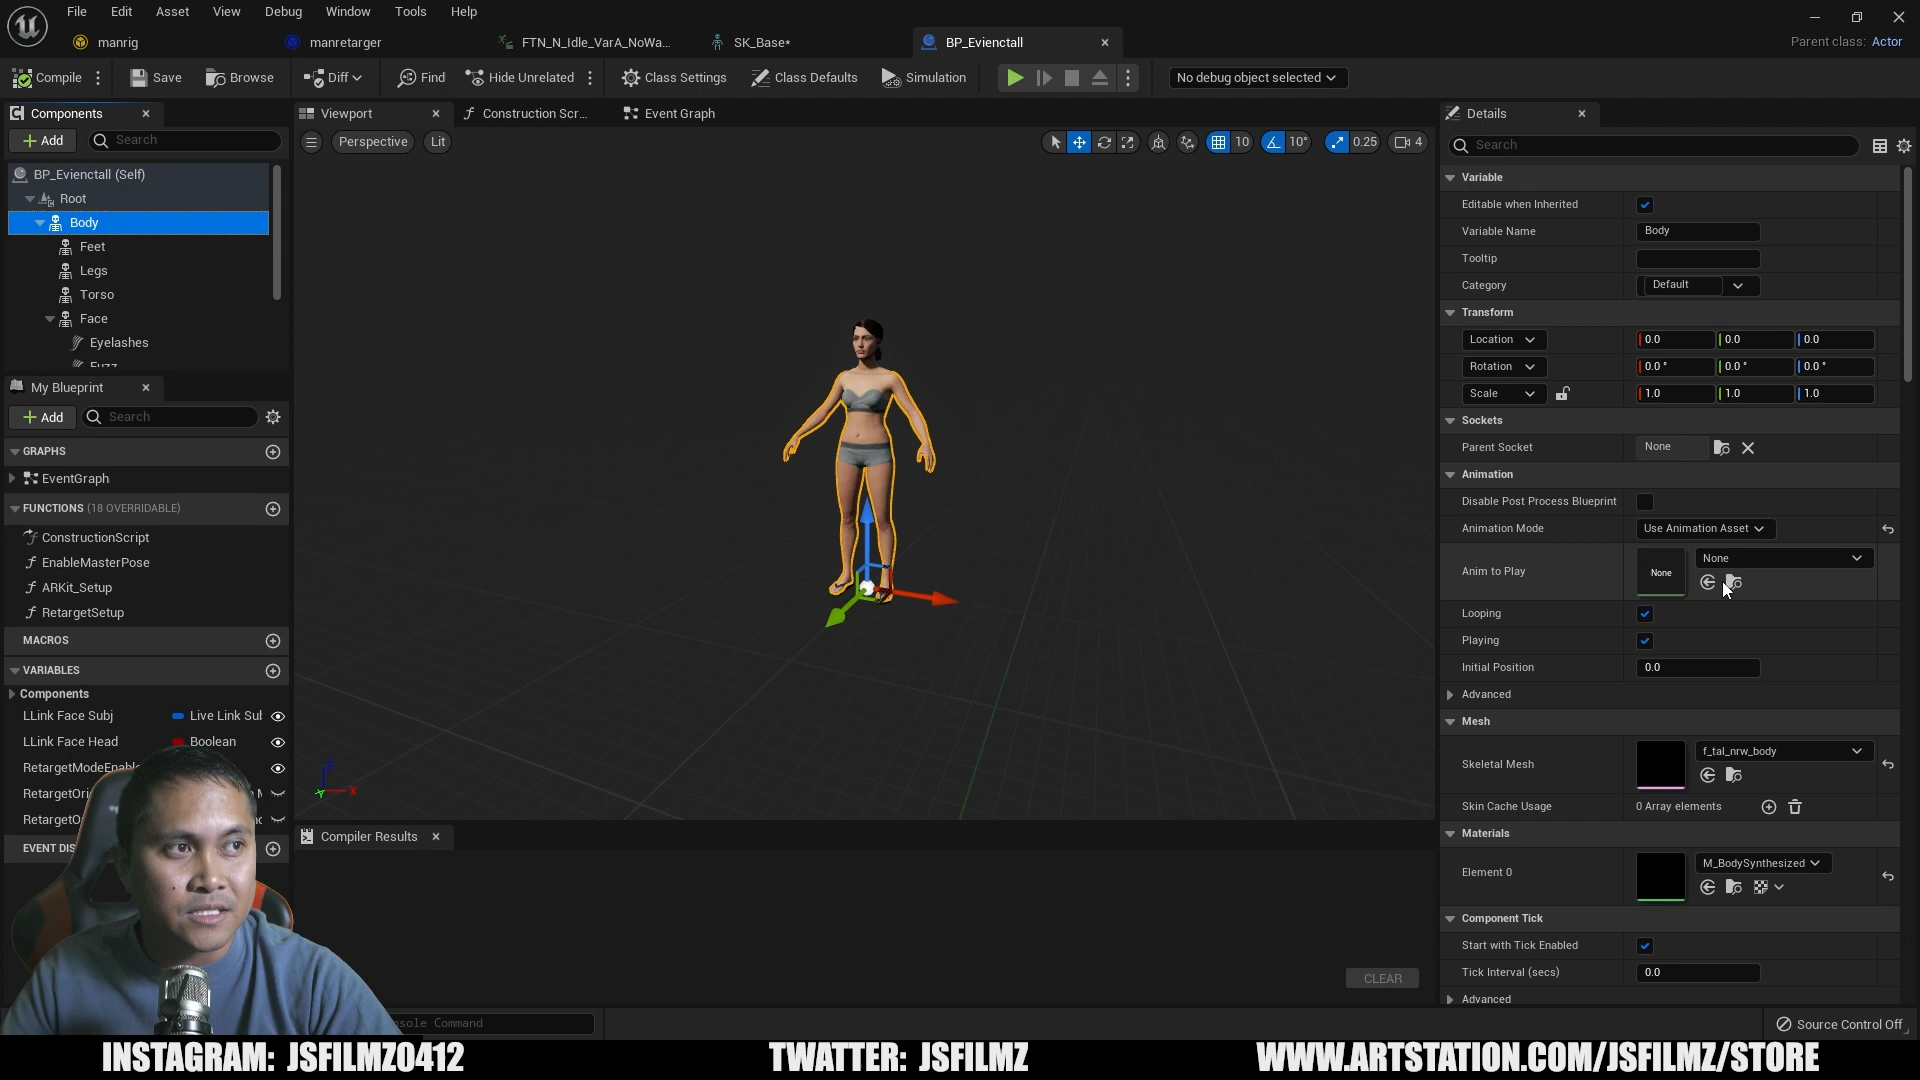 File Edit Asset View Debug Window Tools Help
manrig manretarger FTN_N_Idle_VarA_NoWa... SK_Base* BP_Evienctall Parent class: Actor
Compile Save Browse Diff Find Hide Unrelated Class Settings Class Defaults Simulation No debug object selected
Components
Add Search
BP_Evienctall (Self)
Root
Body
Feet
Legs
Torso
Face
Eyelashes
My Blueprint
Add Search
GRAPHS
EventGraph
FUNCTIONS (18 OVERRIDABLE)
ConstructionScript
EnableMasterPose
ARKit_Setup
RetargetSetup
MACROS
VARIABLES
Components
LLink Face Subj Live Link Sul
LLink Face Head Boolean
RetargetModeEnabl
RetargetOri
RetargetO
EVENT DIS
Viewport Construction Scr... Event Graph
Perspective Lit 10 10° 0.25 4
Z
X
Y
Compiler Results
CLEAR
nsole Command
Details
Search
Variable
Editable when Inherited
Variable Name Body
Tooltip
Category Default
Transform
Location 0.0 0.0 0.0
Rotation 0.0 ° 0.0 ° 0.0 °
Scale 1.0 1.0 1.0
Sockets
Parent Socket None
Animation
Disable Post Process Blueprint
Animation Mode Use Animation Asset
Anim to Play None None
Looping
Playing
Initial Position 0.0
Advanced
Mesh
Skeletal Mesh f_tal_nrw_body
Skin Cache Usage 0 Array elements
Materials
Element 0 M_BodySynthesized
Component Tick
Start with Tick Enabled
Tick Interval (secs) 0.0
Advanced
Source Control Off
INSTAGRAM: JSFILMZ0412 TWATTER: JSFILMZ WWW.ARTSTATION.COM/JSFILMZ/STORE